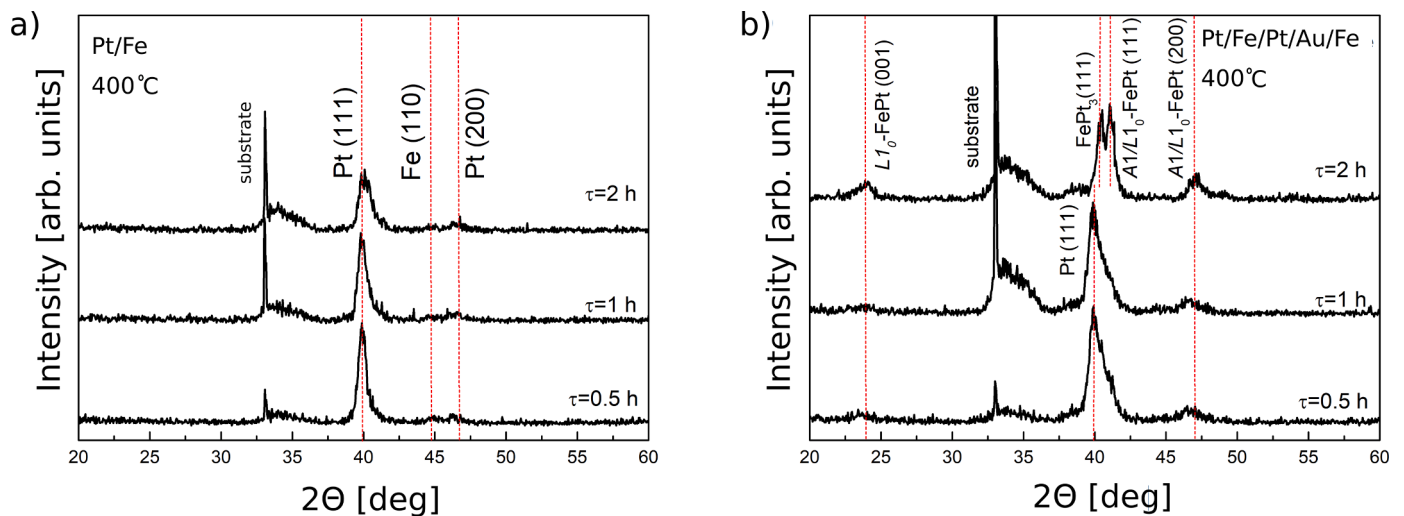 a)
Pt/Fe
400℃
substrate
Pt (111)
Fe (110)
Pt (200)
τ=2 h
τ=1 h
τ=0.5 h
Intensity [arb. units]
20 25 30 35 40 45 50 55 60
2Θ [deg]
b)
Pt/Fe/Pt/Au/Fe
400℃
L1₀-FePt (001)
substrate
Pt (111)
FePt₃(111)
A1/L1₀-FePt (111)
A1/L1₀-FePt (200)
τ=2 h
τ=1 h
τ=0.5 h
Intensity [arb. units]
20 25 30 35 40 45 50 55 60
2Θ [deg]